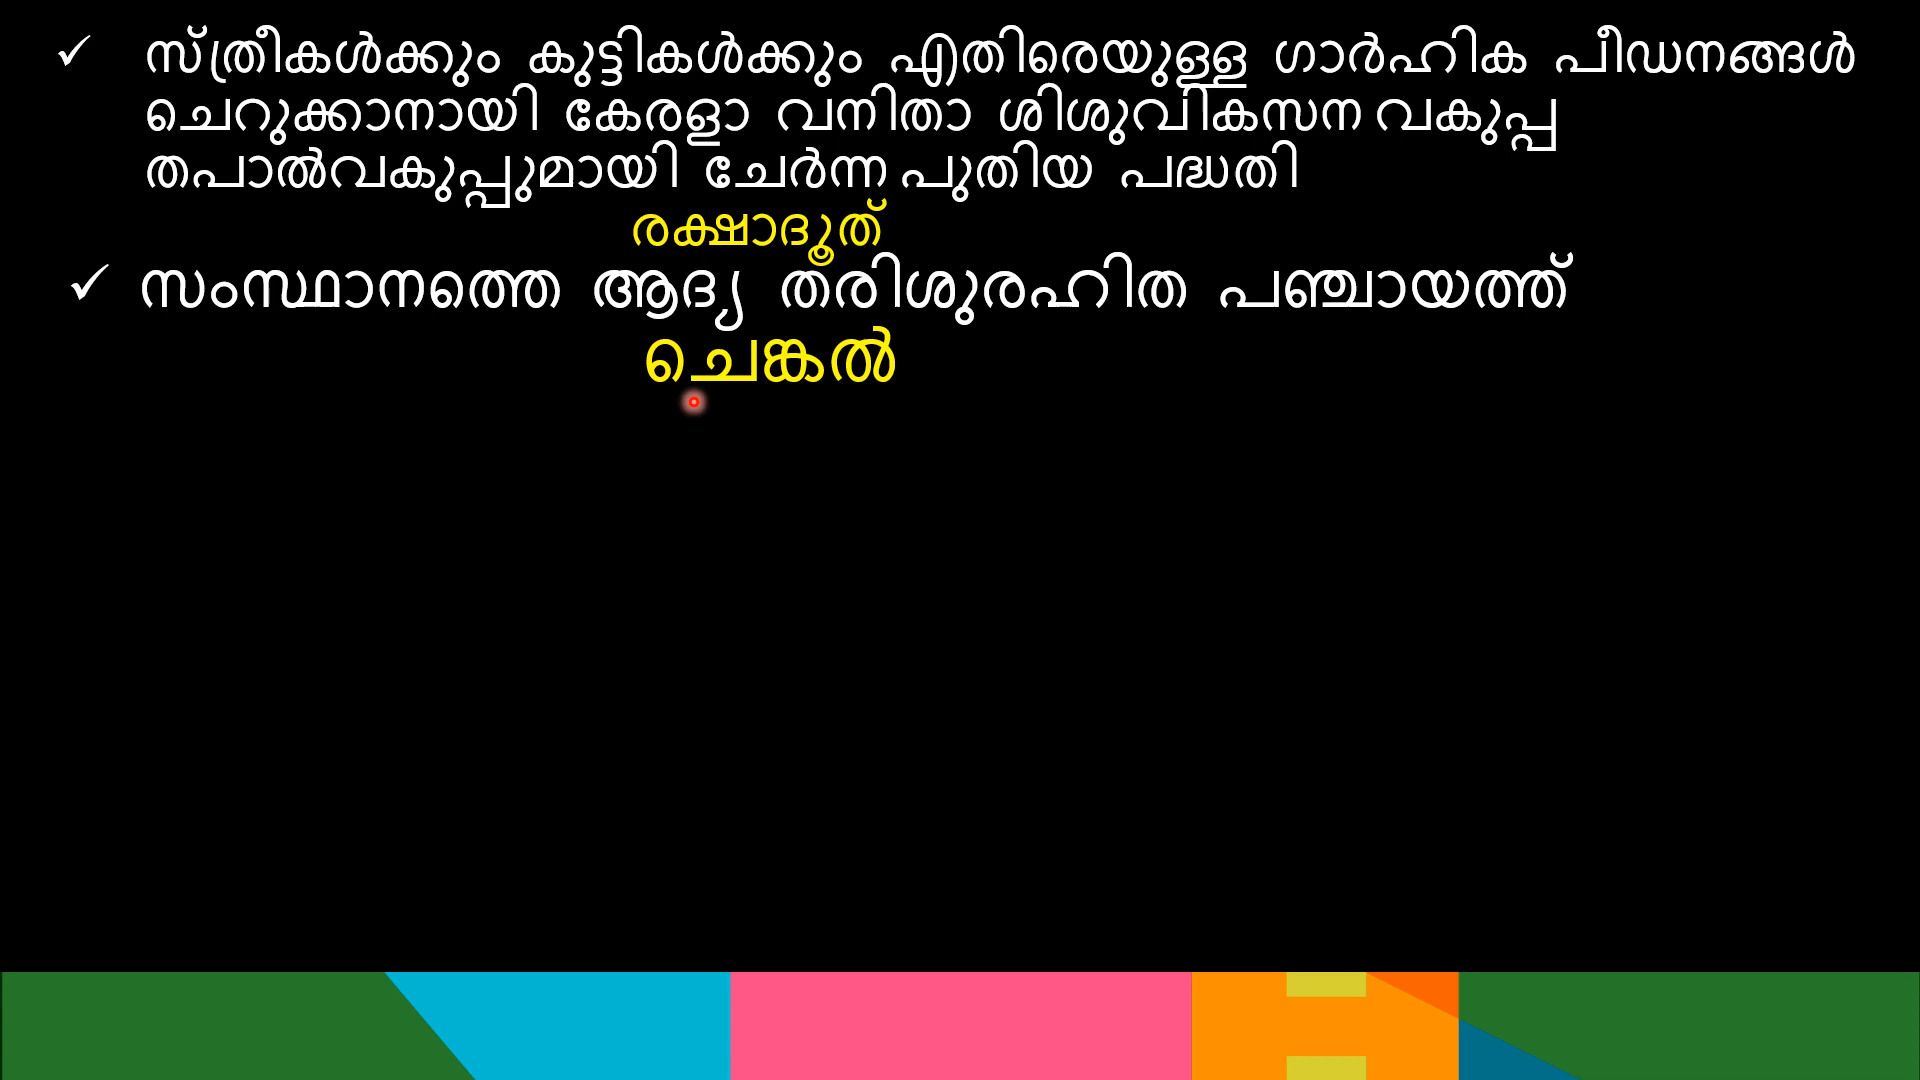 ✓ സ്ത്രീകൾക്കും കുട്ടികൾക്കും എതിരെയുള്ള ഗാർഹിക പീഡനങ്ങൾ
ചെറുക്കാനായി കേരളാ വനിതാ ശിശുവികസന വകുപ്പ
തപാൽവകുപ്പുമായി ചേർന്ന പുതിയ പദ്ധതി
രക്ഷാദൂത്
✓ സംസ്ഥാനത്തെ ആദ്യ തരിശുരഹിത പഞ്ചായത്ത്
ചെങ്കൽ